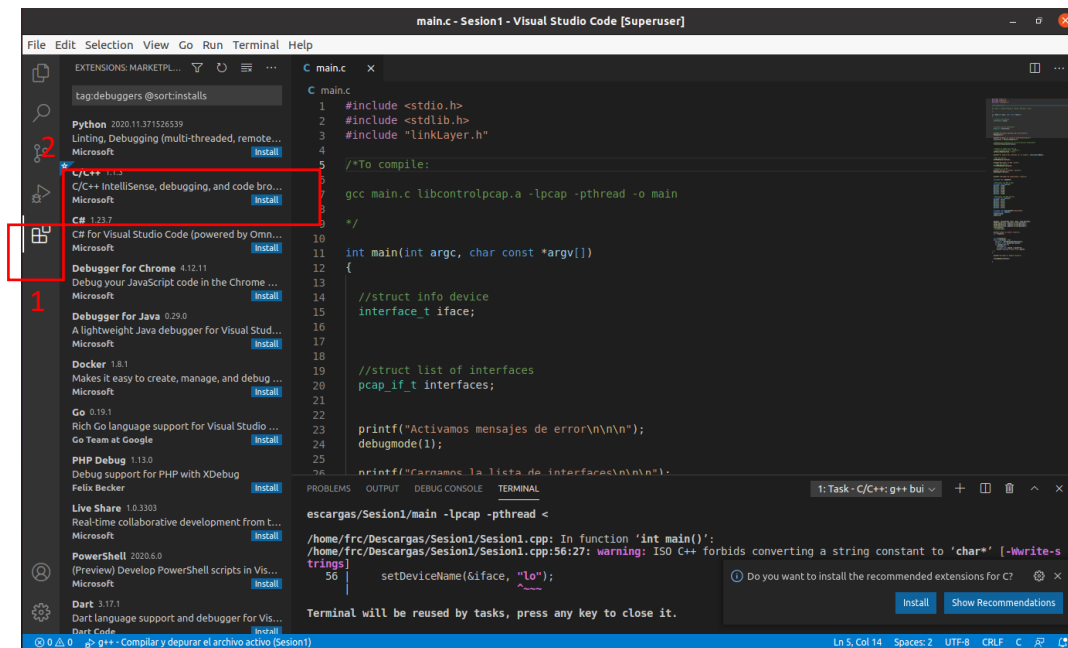 main.c - Sesion1 - Visual Studio Code [Superuser]
File Edit Selection View Go Run Terminal Help
EXTENSIONS: MARKETPL...
tag:debuggers @sort:installs
Python 2020.11.371526539
Linting, Debugging (multi-threaded, remote...
Microsoft Install
2
C/C++ 1.1.3
C/C++ IntelliSense, debugging, and code bro...
Microsoft Install
C# 1.23.7
C# for Visual Studio Code (powered by Omn...
Microsoft Install
Debugger for Chrome 4.12.11
Debug your JavaScript code in the Chrome ...
Microsoft Install
1
Debugger for Java 0.29.0
A lightweight Java debugger for Visual Stud...
Microsoft Install
Docker 1.8.1
Makes it easy to create, manage, and debug ...
Microsoft Install
Go 0.19.1
Rich Go language support for Visual Studio ...
Go Team at Google Install
PHP Debug 1.13.0
Debug support for PHP with XDebug
Felix Becker Install
Live Share 1.0.3303
Real-time collaborative development from t...
Microsoft Install
PowerShell 2020.6.0
(Preview) Develop PowerShell scripts in Vis...
Microsoft Install
Dart 3.17.1
Dart language support and debugger for Vis...
Dart Code Install
C main.c ×
C main.c
1 #include <stdio.h>
2 #include <stdlib.h>
3 #include "linkLayer.h"
4
5 /*To compile:
6
7 gcc main.c libcontrolpcap.a -lpcap -pthread -o main
8
9 */
10
11 int main(int argc, char const *argv[])
12 {
13
14 //struct info device
15 interface_t iface;
16
17
18
19 //struct list of interfaces
20 pcap_if_t interfaces;
21
22
23 printf("Activamos mensajes de error\n\n\n");
24 debugmode(1);
25
26 printf("Cargamos la lista de interfaces\n\n\n");
PROBLEMS OUTPUT DEBUG CONSOLE TERMINAL 1: Task - C/C++: g++ bui
escargas/Sesion1/main -lpcap -pthread <
/home/frc/Descargas/Sesion1/Sesion1.cpp: In function ‘int main()’:
/home/frc/Descargas/Sesion1/Sesion1.cpp:56:27: warning: ISO C++ forbids converting a string constant to ‘char*’ [-Wwrite-s
trings]
56 | setDeviceName(&iface, "lo");
| ^~~~
Terminal will be reused by tasks, press any key to close it.
Do you want to install the recommended extensions for C?
Install Show Recommendations
0 0 g++ - Compilar y depurar el archivo activo (Sesion1) Ln 5, Col 14 Spaces: 2 UTF-8 CRLF C